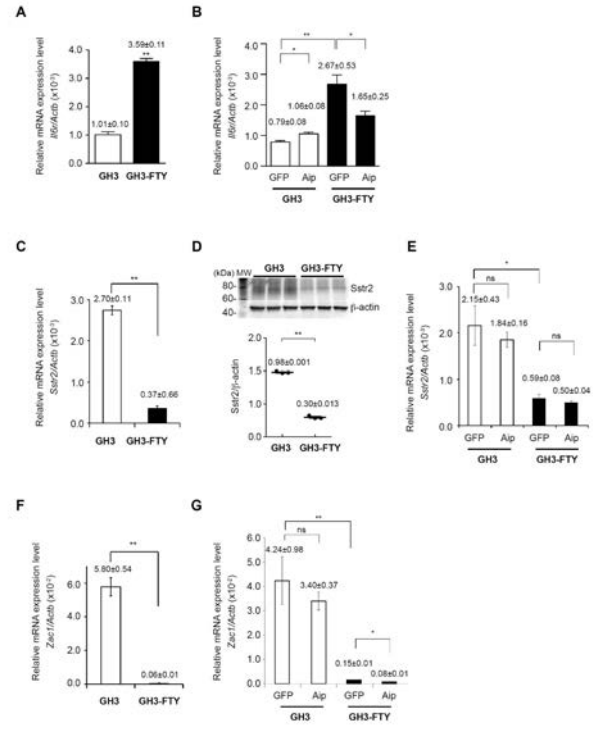 A
Relative mRNA expression level
Il6r/Actb (x10⁻³)
4.0
3.0
2.0
1.0
0.0
3.59±0.11
**
1.01±0.10
GH3
GH3-FTY
B
Relative mRNA expression level
Il6r/Actb (x10⁻³)
4.0
3.0
2.0
1.0
0.0
**
*
*
2.67±0.53
1.65±0.25
1.06±0.08
0.79±0.08
GFP
Aip
GFP
Aip
GH3
GH3-FTY
C
Relative mRNA expression level
Sstr2/Actb (x10⁻³)
3.0
2.0
1.0
0.0
**
2.70±0.11
0.37±0.66
GH3
GH3-FTY
D
(kDa) MW
GH3
GH3-FTY
80-
60-
40-
Sstr2
β-actin
Sstr2/β-actin
1.5
1.0
0.5
0.0
**
0.98±0.001
0.30±0.013
GH3
GH3-FTY
E
Relative mRNA expression level
Sstr2/Actb (x10⁻³)
3.0
2.0
1.0
0.0
*
ns
ns
2.15±0.43
1.84±0.16
0.59±0.08
0.50±0.04
GFP
Aip
GFP
Aip
GH3
GH3-FTY
F
Relative mRNA expression level
Zac1/Actb (x10⁻²)
6.0
4.0
2.0
0.0
**
5.80±0.54
0.06±0.01
GH3
GH3-FTY
G
Relative mRNA expression level
Zac1/Actb (x10⁻²)
6.0
5.0
4.0
3.0
2.0
1.0
0.0
**
ns
*
4.24±0.98
3.40±0.37
0.15±0.01
0.08±0.01
GFP
Aip
GFP
Aip
GH3
GH3-FTY